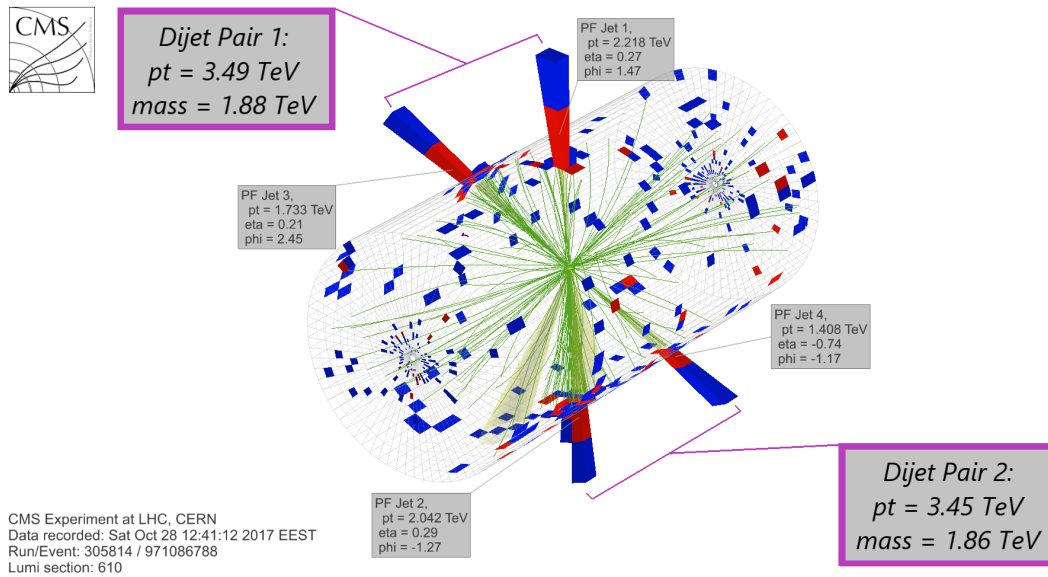 CMS
Dijet Pair 1:
pt = 3.49 TeV
mass = 1.88 TeV
PF Jet 1,
pt = 2.218 TeV
eta = 0.27
phi = 1.47
PF Jet 3,
pt = 1.733 TeV
eta = 0.21
phi = 2.45
PF Jet 4,
pt = 1.408 TeV
eta = -0.74
phi = -1.17
PF Jet 2,
pt = 2.042 TeV
eta = 0.29
phi = -1.27
Dijet Pair 2:
pt = 3.45 TeV
mass = 1.86 TeV
CMS Experiment at LHC, CERN
Data recorded: Sat Oct 28 12:41:12 2017 EEST
Run/Event: 305814 / 971086788
Lumi section: 610